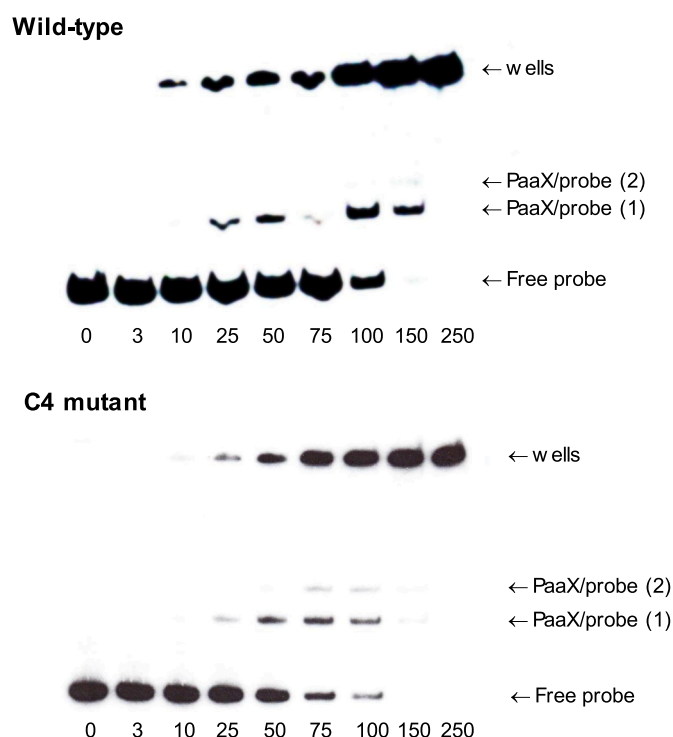 Wild-type
← wells
← PaaX/probe (2)
← PaaX/probe (1)
← Free probe
0 3 10 25 50 75 100 150 250
C4 mutant
← wells
← PaaX/probe (2)
← PaaX/probe (1)
← Free probe
0 3 10 25 50 75 100 150 250